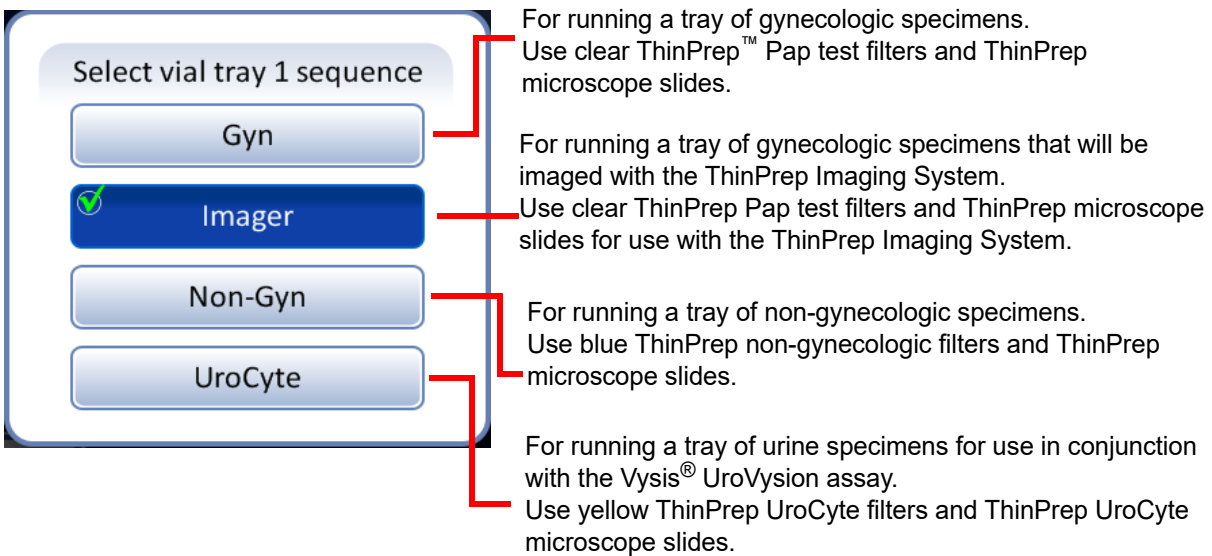 Select vial tray 1 sequence
Gyn
Imager
Non-Gyn
UroCyte
For running a tray of gynecologic specimens.
Use clear ThinPrep™ Pap test filters and ThinPrep
microscope slides.
For running a tray of gynecologic specimens that will be
imaged with the ThinPrep Imaging System.
Use clear ThinPrep Pap test filters and ThinPrep microscope
slides for use with the ThinPrep Imaging System.
For running a tray of non-gynecologic specimens.
Use blue ThinPrep non-gynecologic filters and ThinPrep
microscope slides.
For running a tray of urine specimens for use in conjunction
with the Vysis® UroVysion assay.
Use yellow ThinPrep UroCyte filters and ThinPrep UroCyte
microscope slides.